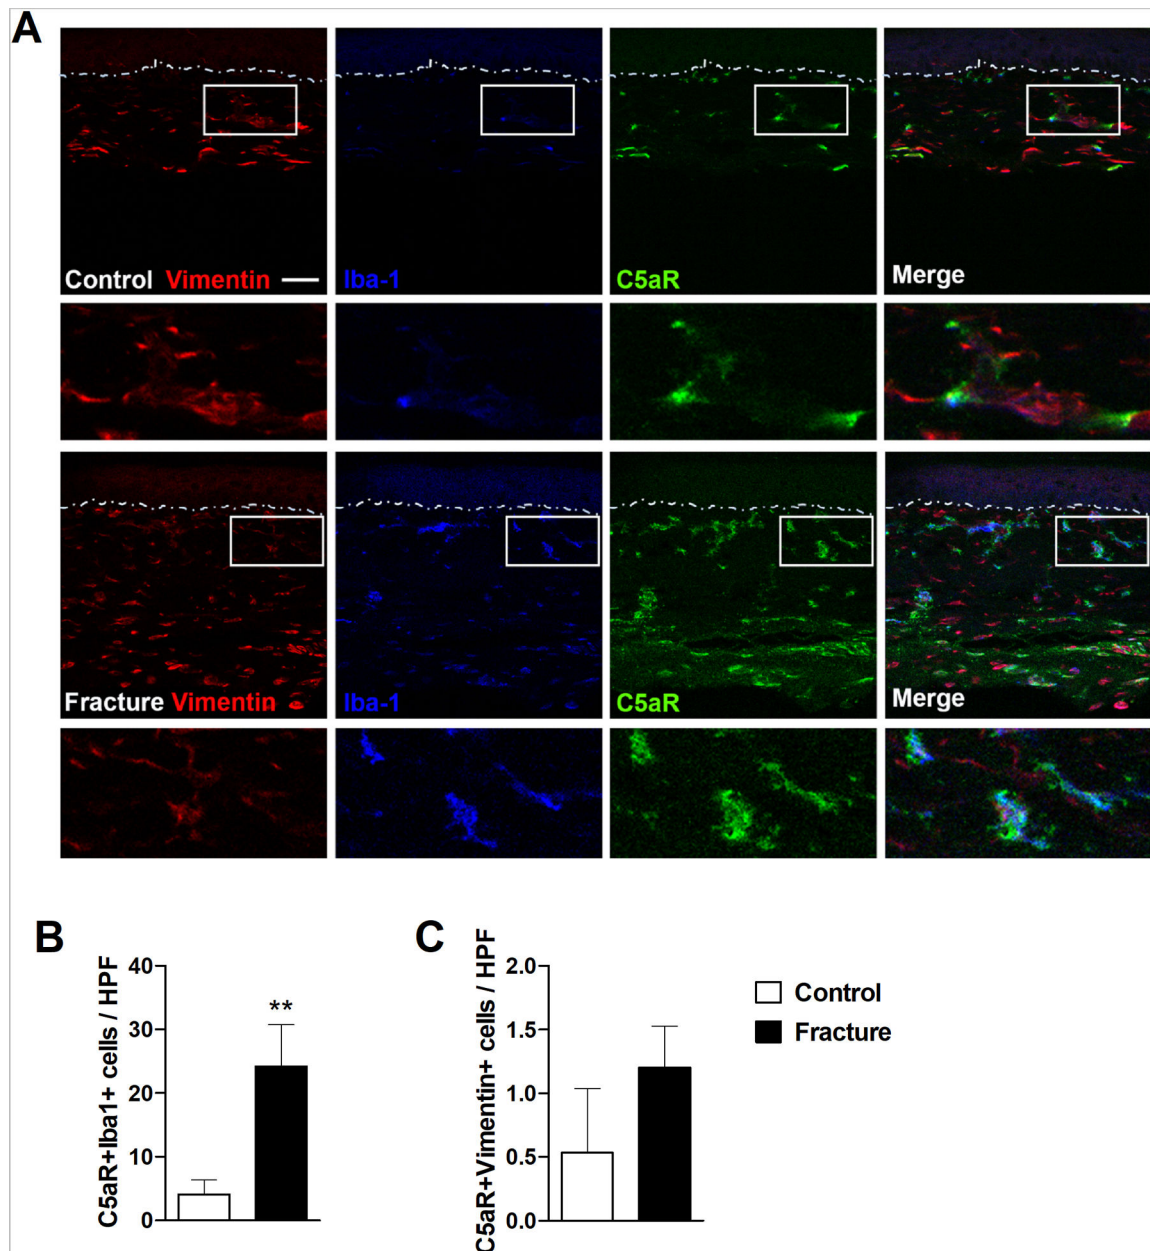 A
Control Vimentin
Iba-1
C5aR
Merge
Fracture Vimentin
Iba-1
C5aR
Merge
B
C5aR+Iba1+ cells / HPF
40
30
20
10
0
**
C
C5aR+Vimentin+ cells / HPF
2.0
1.5
1.0
0.5
0.0
Control
Fracture